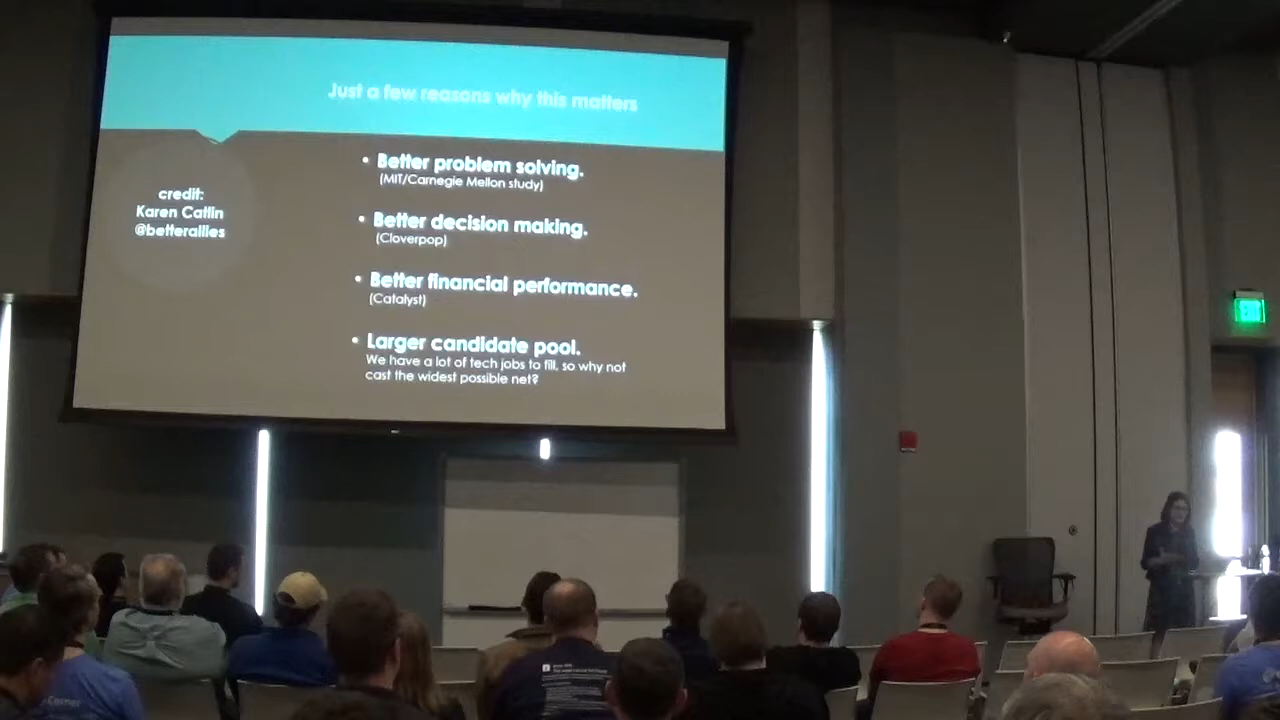 Just a few reasons why this matters
credit:
Karen Catlin
@betterallies
• Better problem solving.
(MIT/Carnegie Mellon study)
• Better decision making.
(Cloverpop)
• Better financial performance.
(Catalyst)
• Larger candidate pool.
We have a lot of tech jobs to fill, so why not
cast the widest possible net?
EXIT
Corner